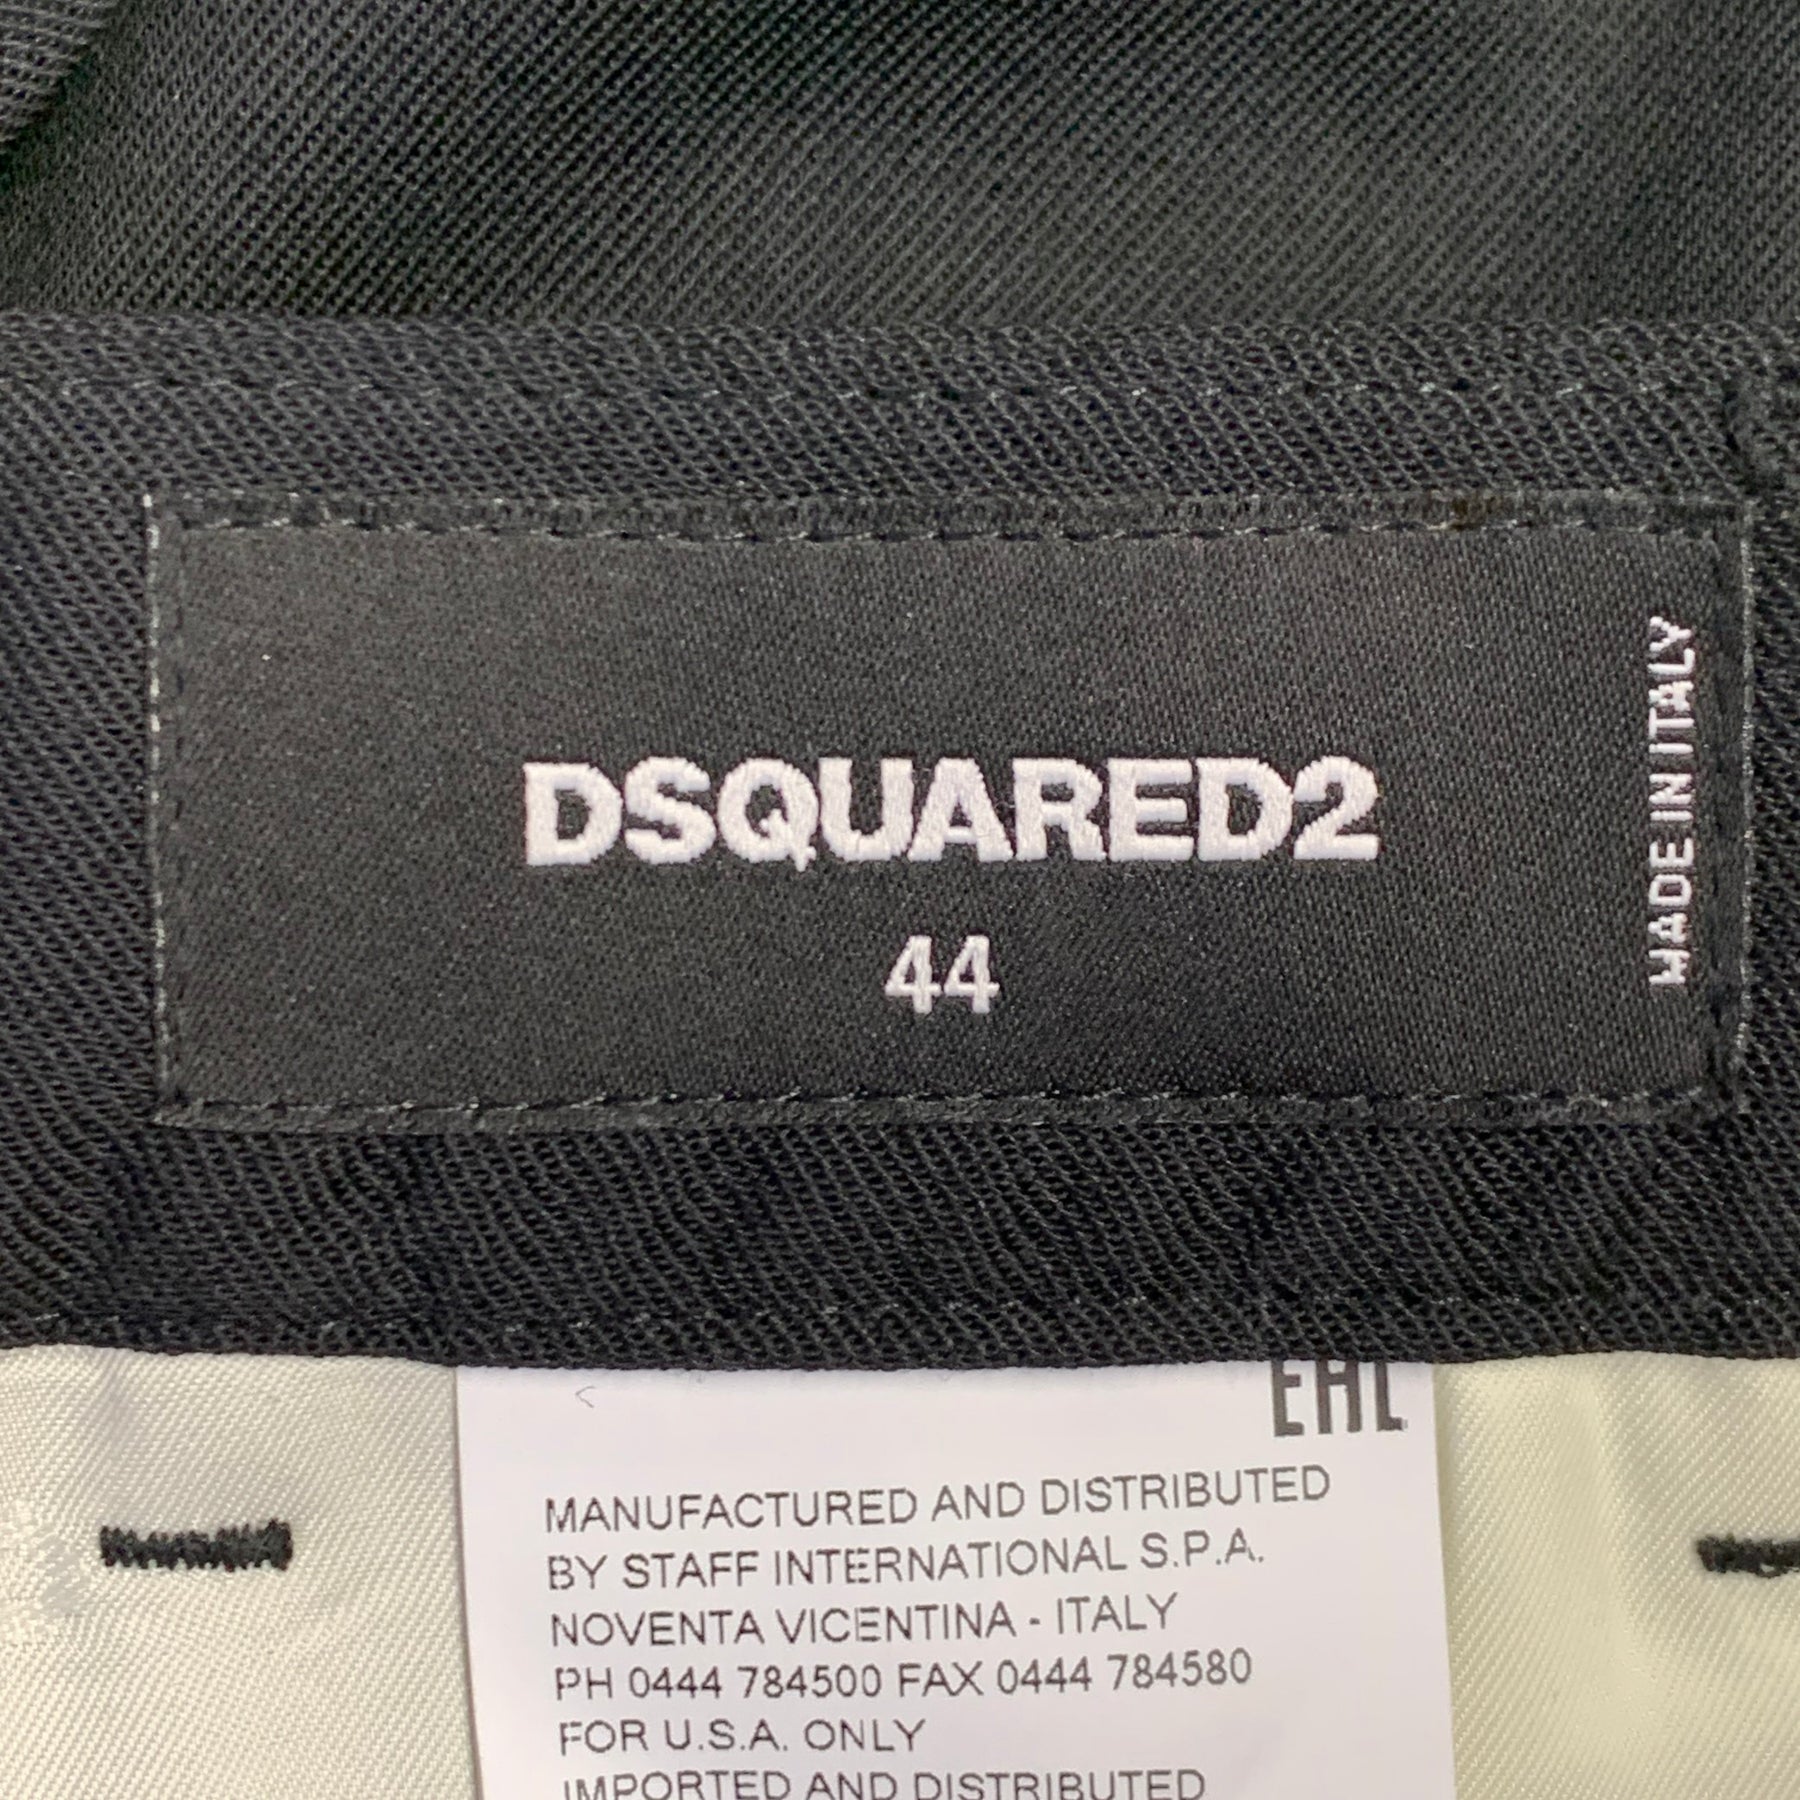 DSQUARED2
44
MADE IN ITALY
EAC
MANUFACTURED AND DISTRIBUTED
BY STAFF INTERNATIONAL S.P.A.
NOVENTA VICENTINA - ITALY
PH 0444 784500 FAX 0444 784580
FOR U.S.A. ONLY
IMPORTED AND DISTRIBUTED